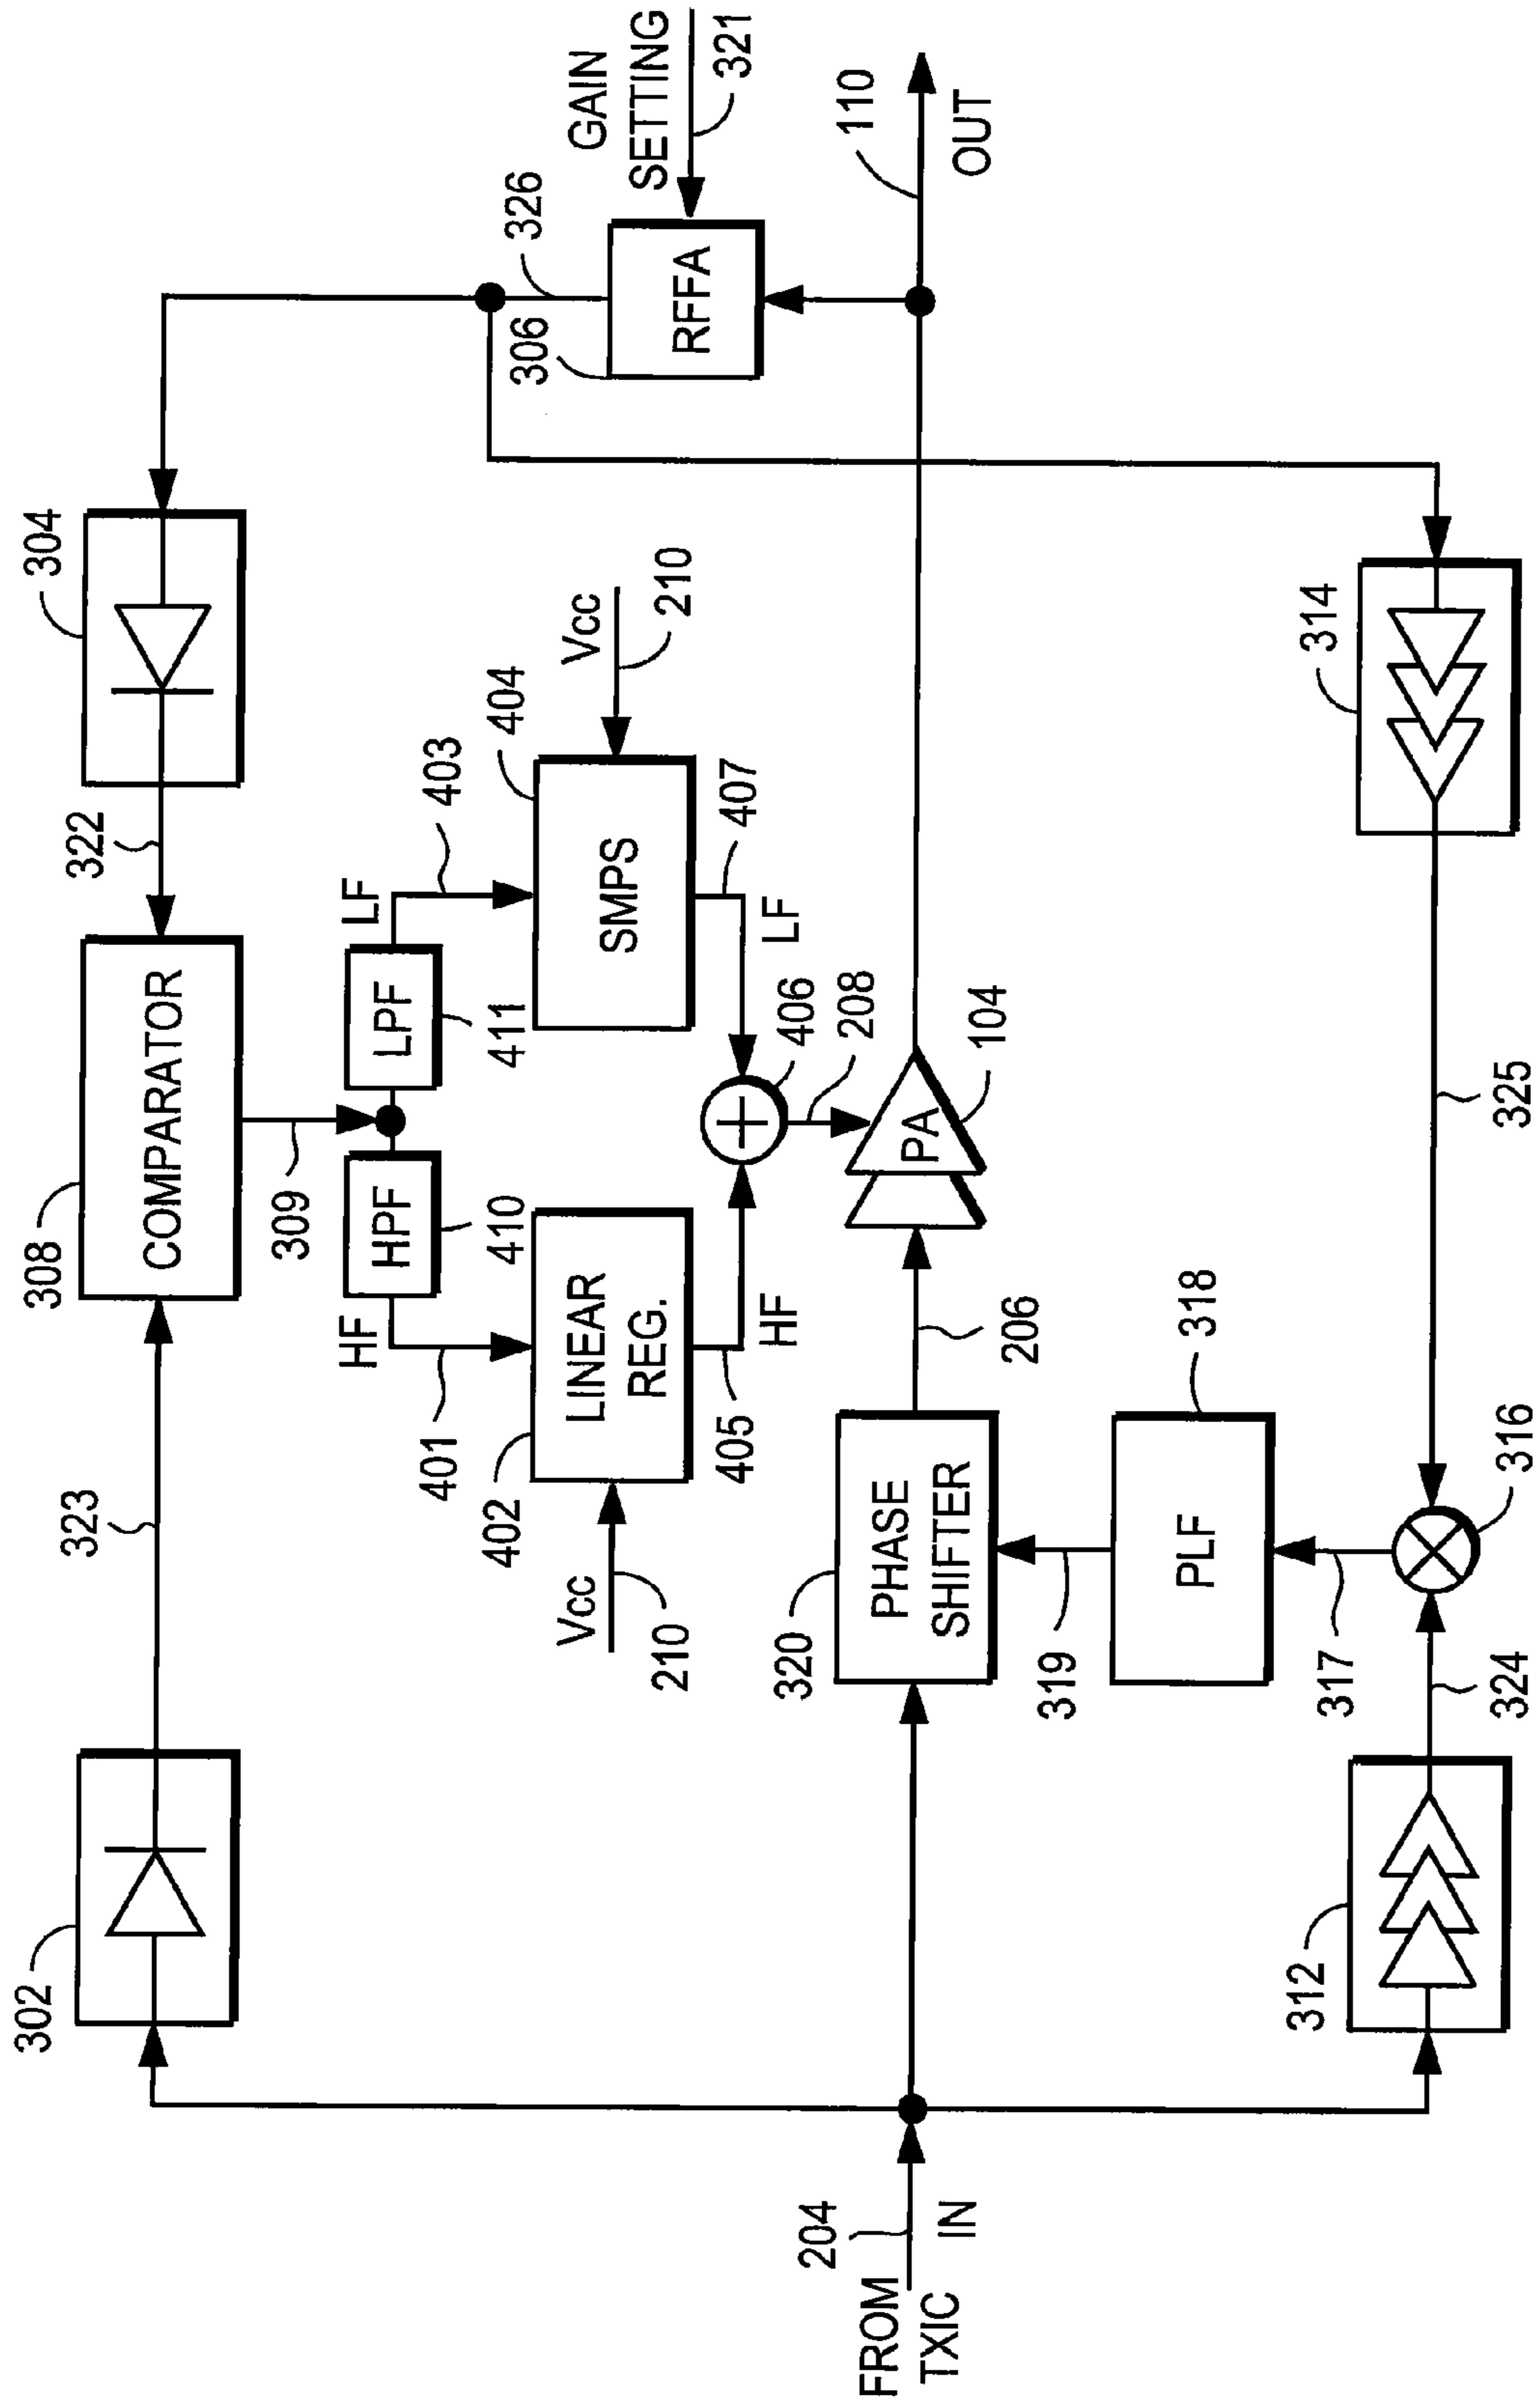 302
323
308
COMPARATOR
322
304
309
HF
HPF
410
LPF
411
LF
401
403
402
LINEAR
REG.
Vcc
210
405
HF
404
SMPS
Vcc
210
407
LF
406
208
326
306
RFFA
GAIN
SETTING
321
FROM
TXIC
204
IN
320
PHASE
SHIFTER
206
PA
104
110
OUT
319
PLF
318
317
312
324
316
325
314